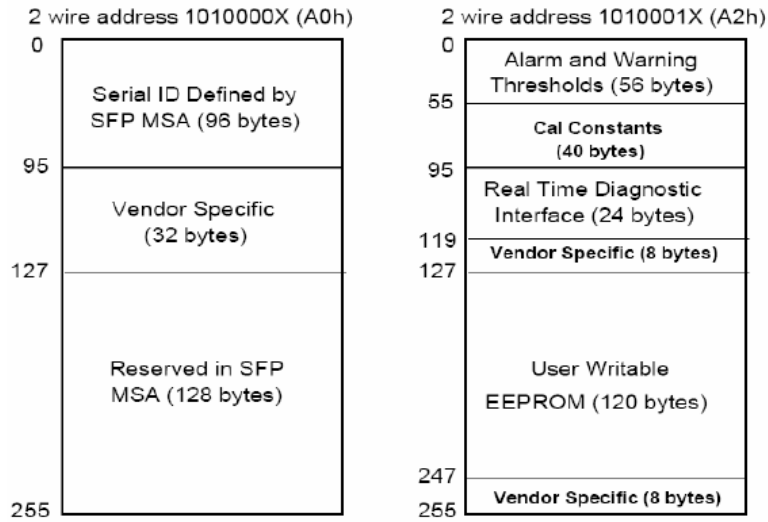 2 wire address 1010000X (A0h)
0
Serial ID Defined by
SFP MSA (96 bytes)
95
Vendor Specific
(32 bytes)
127
Reserved in SFP
MSA (128 bytes)
255
2 wire address 1010001X (A2h)
0
Alarm and Warning
Thresholds (56 bytes)
55
Cal Constants
(40 bytes)
95
Real Time Diagnostic
Interface (24 bytes)
119
Vendor Specific (8 bytes)
127
User Writable
EEPROM (120 bytes)
247
Vendor Specific (8 bytes)
255